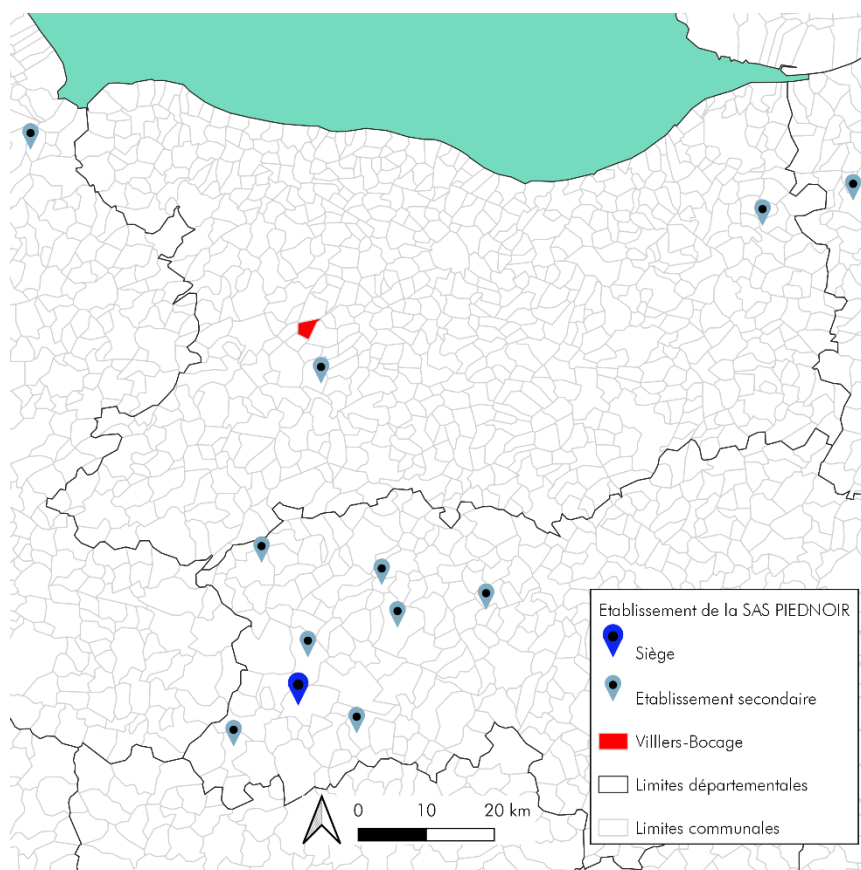 Etablissement de la SAS PIEDNOIR
Siège
Etablissement secondaire
Villlers-Bocage
Limites départementales
Limites communales
0 10 20 km